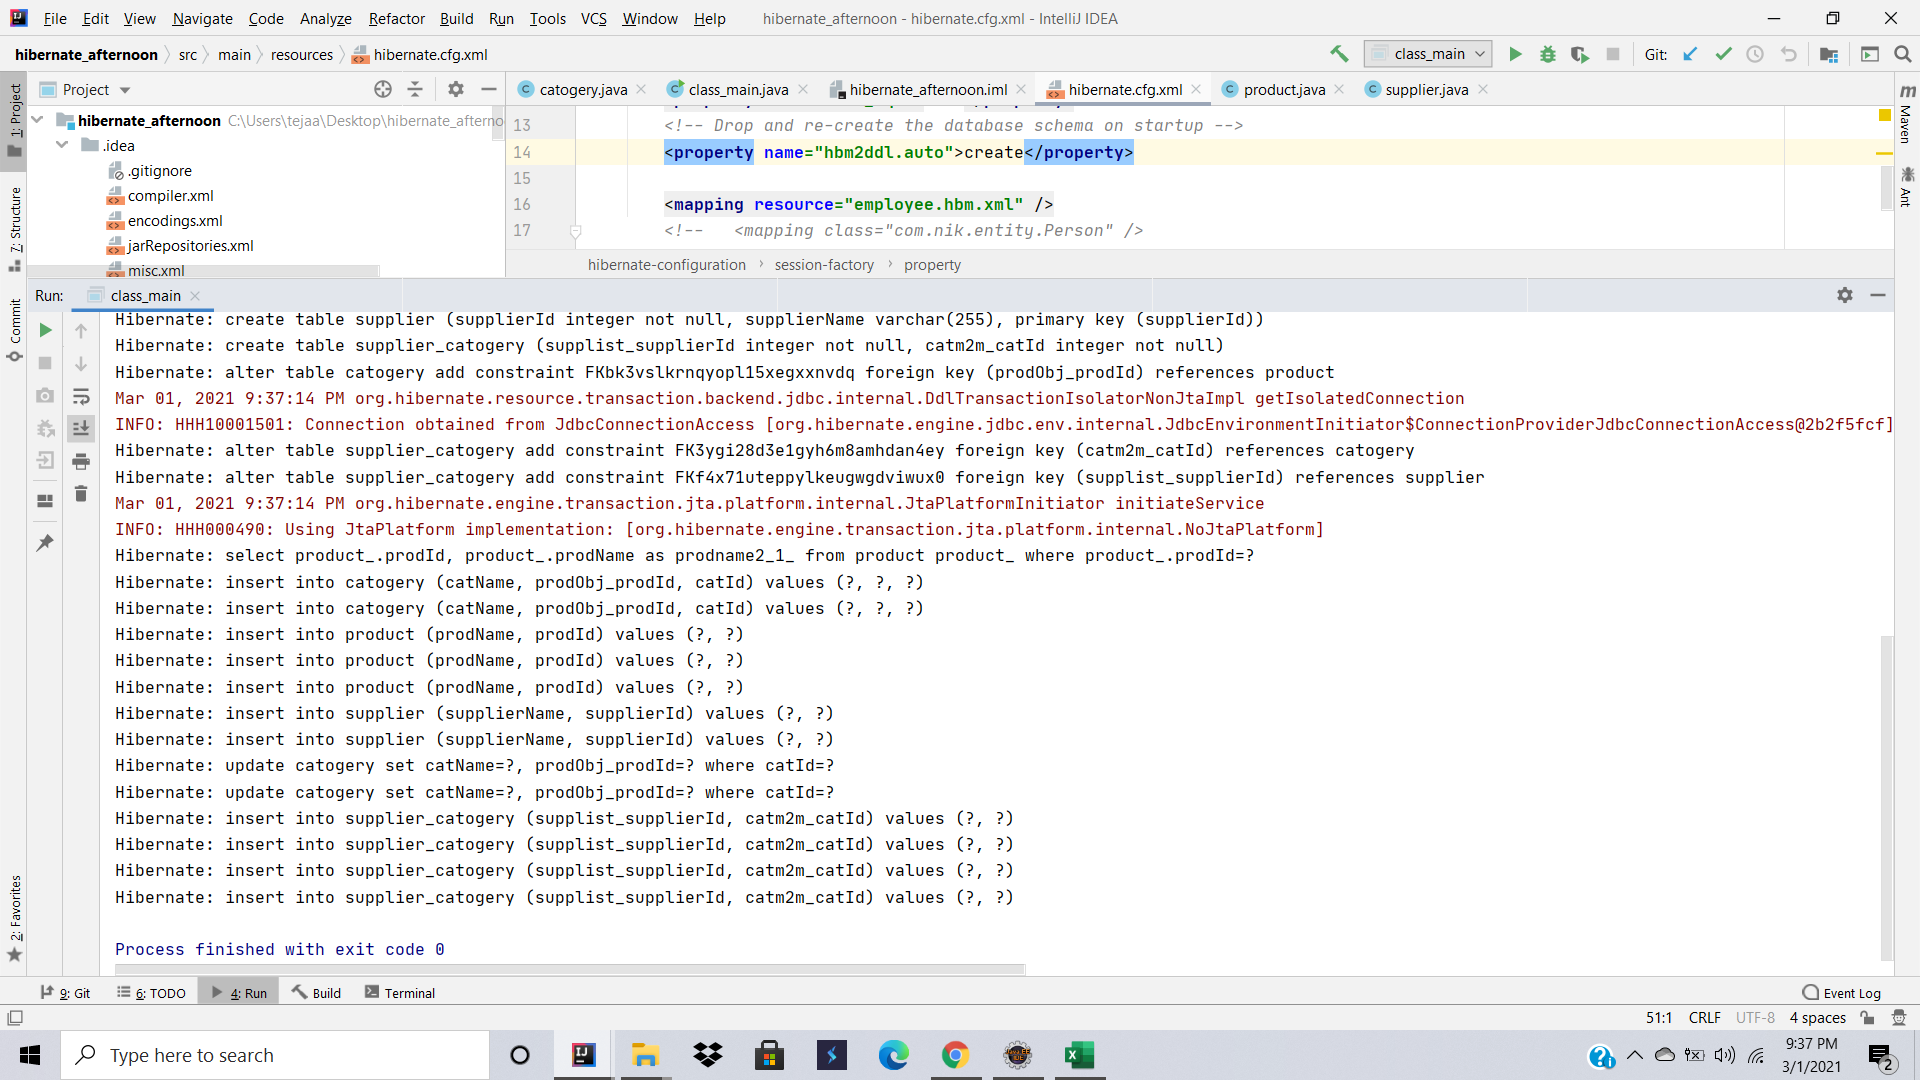 File Edit View Navigate Code Analyze Refactor Build Run Tools VCS Window Help hibernate_afternoon - hibernate.cfg.xml - IntelliJ IDEA
hibernate_afternoon src main resources hibernate.cfg.xml class_main Git:
Project
catogery.java class_main.java hibernate_afternoon.iml hibernate.cfg.xml product.java supplier.java
hibernate_afternoon C:\Users\tejaa\Desktop\hibernate_afterno
.idea
.gitignore
compiler.xml
encodings.xml
jarRepositories.xml
misc.xml
13 <!-- Drop and re-create the database schema on startup -->
14 <property name="hbm2ddl.auto">create</property>
15
16 <mapping resource="employee.hbm.xml" />
17 <!-- <mapping class="com.nik.entity.Person" />
hibernate-configuration session-factory property
1: Project
7: Structure
Commit
2: Favorites
m Maven
Ant
Run: class_main
Hibernate: create table supplier (supplierId integer not null, supplierName varchar(255), primary key (supplierId))
Hibernate: create table supplier_catogery (supplist_supplierId integer not null, catm2m_catId integer not null)
Hibernate: alter table catogery add constraint FKbk3vslkrnqyopl15xegxxnvdq foreign key (prodObj_prodId) references product
Mar 01, 2021 9:37:14 PM org.hibernate.resource.transaction.backend.jdbc.internal.DdlTransactionIsolatorNonJtaImpl getIsolatedConnection
INFO: HHH10001501: Connection obtained from JdbcConnectionAccess [org.hibernate.engine.jdbc.env.internal.JdbcEnvironmentInitiator$ConnectionProviderJdbcConnectionAccess@2b2f5fcf]
Hibernate: alter table supplier_catogery add constraint FK3ygi28d3e1gyh6m8amhdan4ey foreign key (catm2m_catId) references catogery
Hibernate: alter table supplier_catogery add constraint FKf4x71uteppylkeugwgdviwux0 foreign key (supplist_supplierId) references supplier
Mar 01, 2021 9:37:14 PM org.hibernate.engine.transaction.jta.platform.internal.JtaPlatformInitiator initiateService
INFO: HHH000490: Using JtaPlatform implementation: [org.hibernate.engine.transaction.jta.platform.internal.NoJtaPlatform]
Hibernate: select product_.prodId, product_.prodName as prodname2_1_ from product product_ where product_.prodId=?
Hibernate: insert into catogery (catName, prodObj_prodId, catId) values (?, ?, ?)
Hibernate: insert into catogery (catName, prodObj_prodId, catId) values (?, ?, ?)
Hibernate: insert into product (prodName, prodId) values (?, ?)
Hibernate: insert into product (prodName, prodId) values (?, ?)
Hibernate: insert into product (prodName, prodId) values (?, ?)
Hibernate: insert into supplier (supplierName, supplierId) values (?, ?)
Hibernate: insert into supplier (supplierName, supplierId) values (?, ?)
Hibernate: update catogery set catName=?, prodObj_prodId=? where catId=?
Hibernate: update catogery set catName=?, prodObj_prodId=? where catId=?
Hibernate: insert into supplier_catogery (supplist_supplierId, catm2m_catId) values (?, ?)
Hibernate: insert into supplier_catogery (supplist_supplierId, catm2m_catId) values (?, ?)
Hibernate: insert into supplier_catogery (supplist_supplierId, catm2m_catId) values (?, ?)
Hibernate: insert into supplier_catogery (supplist_supplierId, catm2m_catId) values (?, ?)
Process finished with exit code 0
9: Git 6: TODO 4: Run Build Terminal Event Log
51:1 CRLF UTF-8 4 spaces
Type here to search
9:37 PM
3/1/2021
2